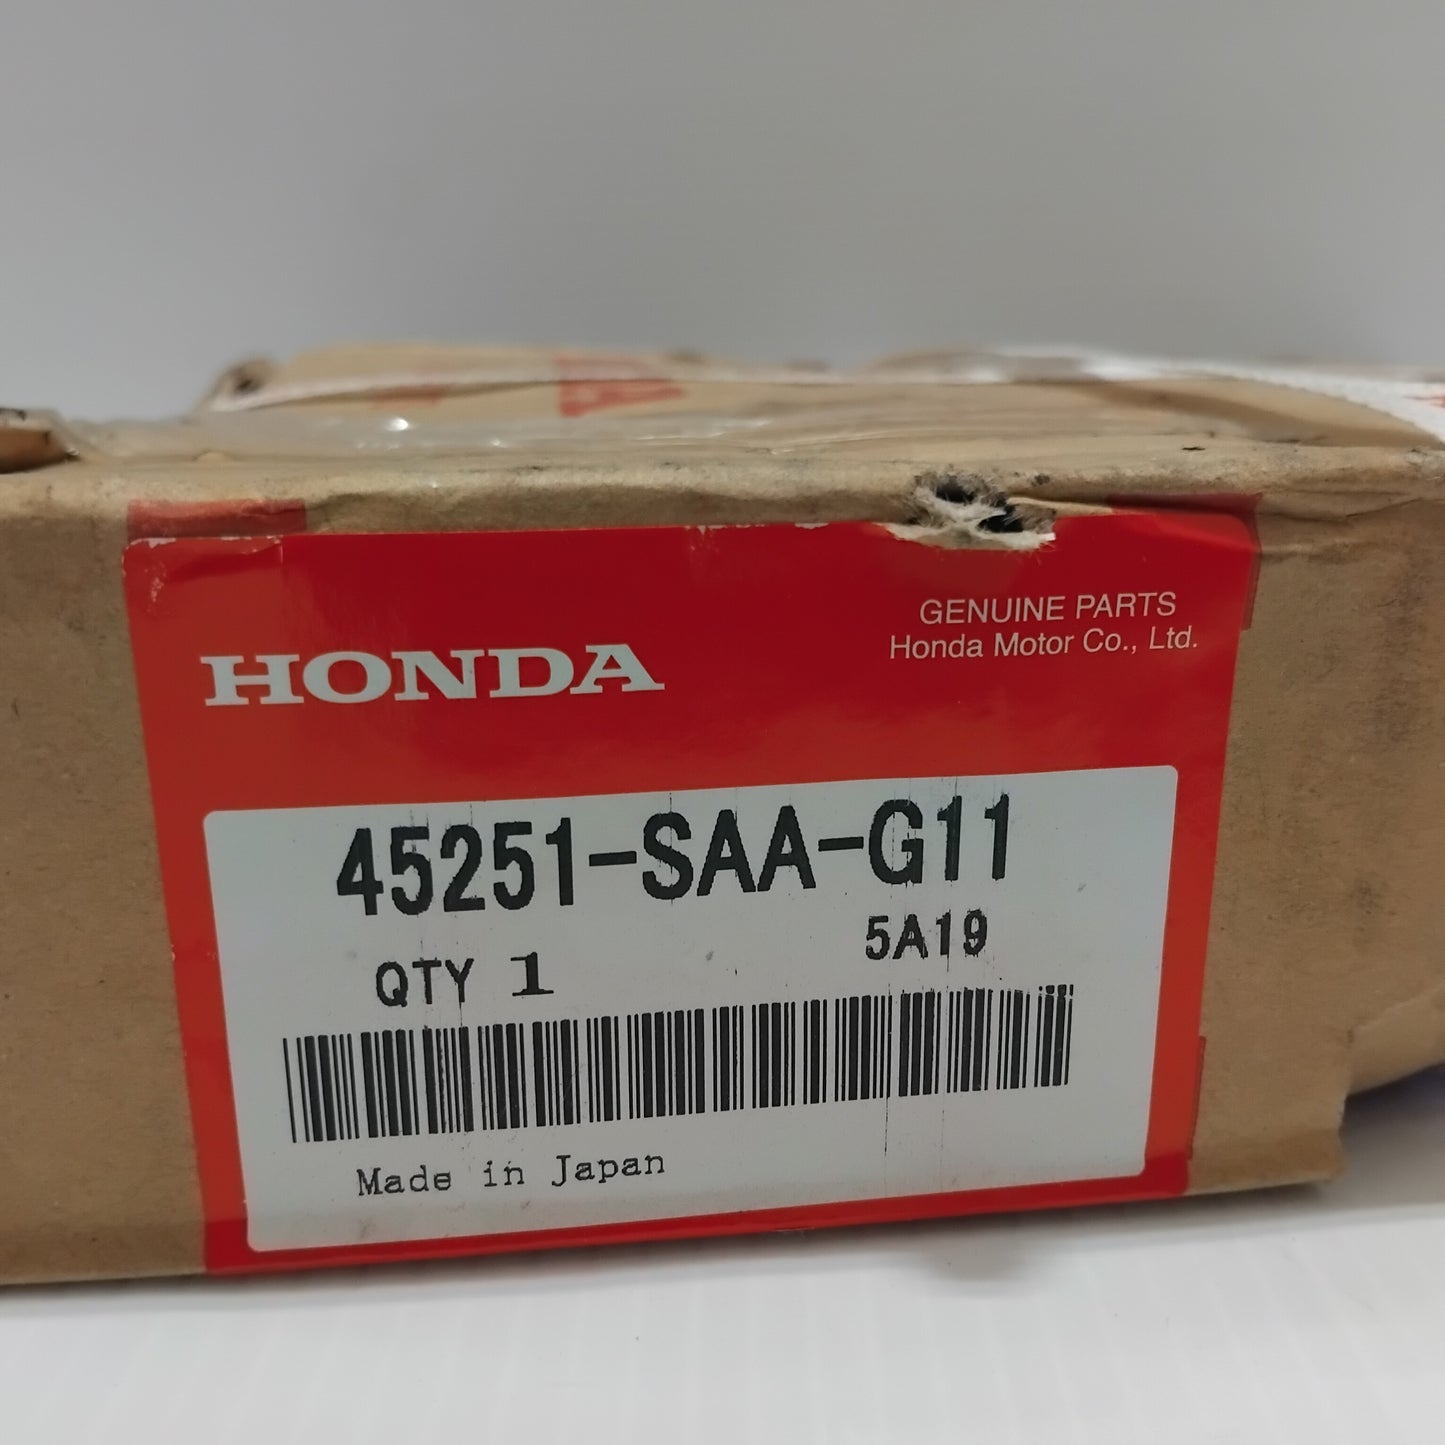 HONDA
GENUINE PARTS
Honda Motor Co., Ltd.
45251-SAA-G11
5A19
QTY 1
Made in Japan